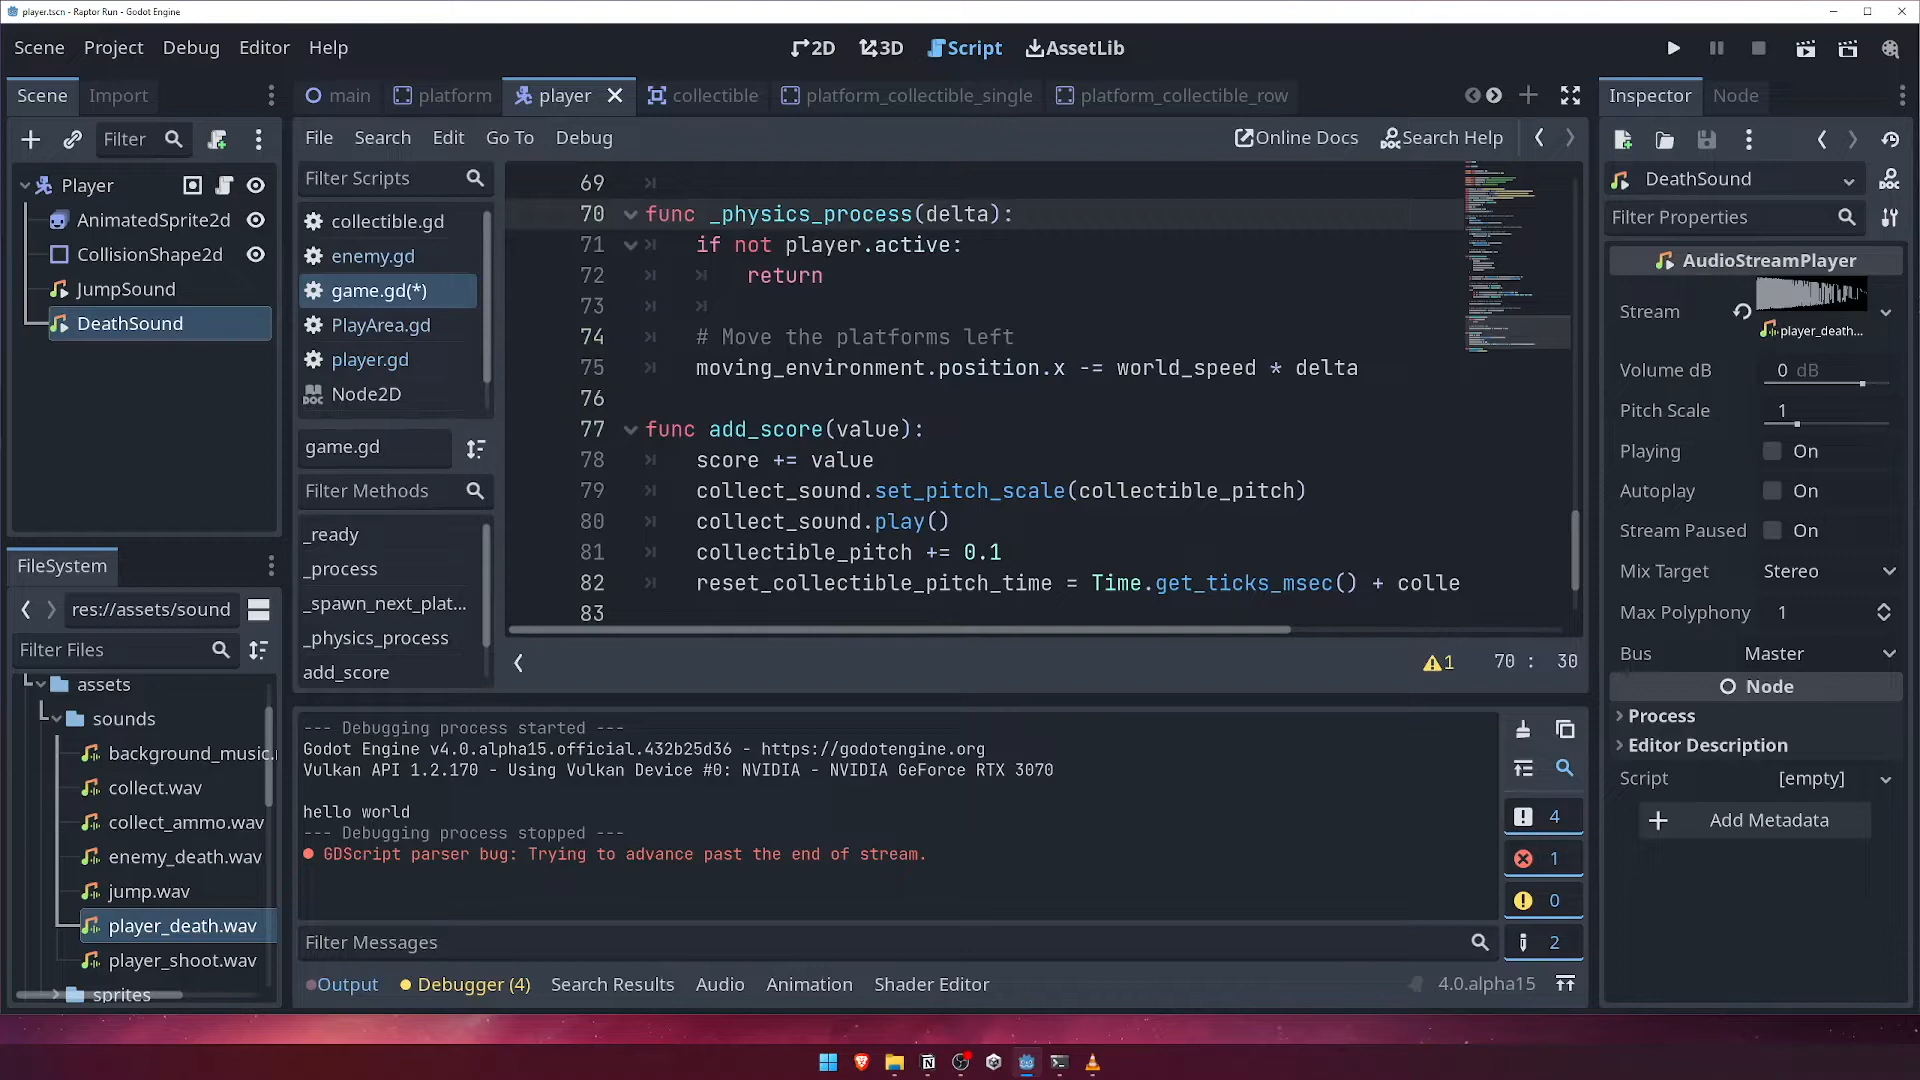 player.tscn - Raptor Run - Godot Engine
Scene Project Debug Editor Help
2D 3D Script AssetLib
Scene Import
main platform player collectible platform_collectible_single platform_collectible_row
Inspector Node
Filter
File Search Edit Go To Debug
Online Docs Search Help
Player
AnimatedSprite2d
CollisionShape2d
JumpSound
DeathSound
Filter Scripts
collectible.gd
enemy.gd
game.gd(*)
PlayArea.gd
player.gd
Node2D
game.gd
Filter Methods
_ready
_process
_spawn_next_plat...
_physics_process
add_score
69
70 func _physics_process(delta):
71 if not player.active:
72 return
73
74 # Move the platforms left
75 moving_environment.position.x -= world_speed * delta
76
77 func add_score(value):
78 score += value
79 collect_sound.set_pitch_scale(collectible_pitch)
80 collect_sound.play()
81 collectible_pitch += 0.1
82 reset_collectible_pitch_time = Time.get_ticks_msec() + colle
83
1 70 : 30
FileSystem
res://assets/sound
Filter Files
assets
sounds
background_music.
collect.wav
collect_ammo.wav
enemy_death.wav
jump.wav
player_death.wav
player_shoot.wav
sprites
--- Debugging process started ---
Godot Engine v4.0.alpha15.official.432b25d36 - https://godotengine.org
Vulkan API 1.2.170 - Using Vulkan Device #0: NVIDIA - NVIDIA GeForce RTX 3070
hello world
--- Debugging process stopped ---
GDScript parser bug: Trying to advance past the end of stream.
4
1
0
2
Filter Messages
Output Debugger (4) Search Results Audio Animation Shader Editor
4.0.alpha15
DeathSound
Filter Properties
AudioStreamPlayer
Stream
player_death...
Volume dB 0 dB
Pitch Scale 1
Playing On
Autoplay On
Stream Paused On
Mix Target Stereo
Max Polyphony 1
Bus Master
Node
Process
Editor Description
Script [empty]
Add Metadata